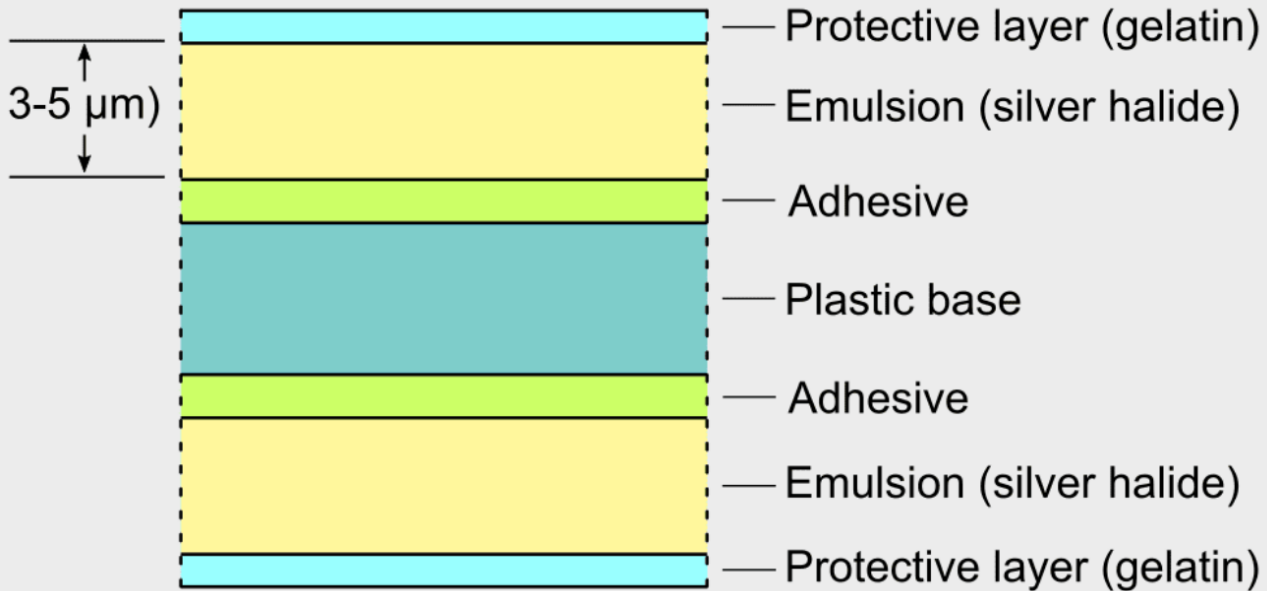 Protective layer (gelatin)
3-5 µm)
Emulsion (silver halide)
Adhesive
Plastic base
Adhesive
Emulsion (silver halide)
Protective layer (gelatin)